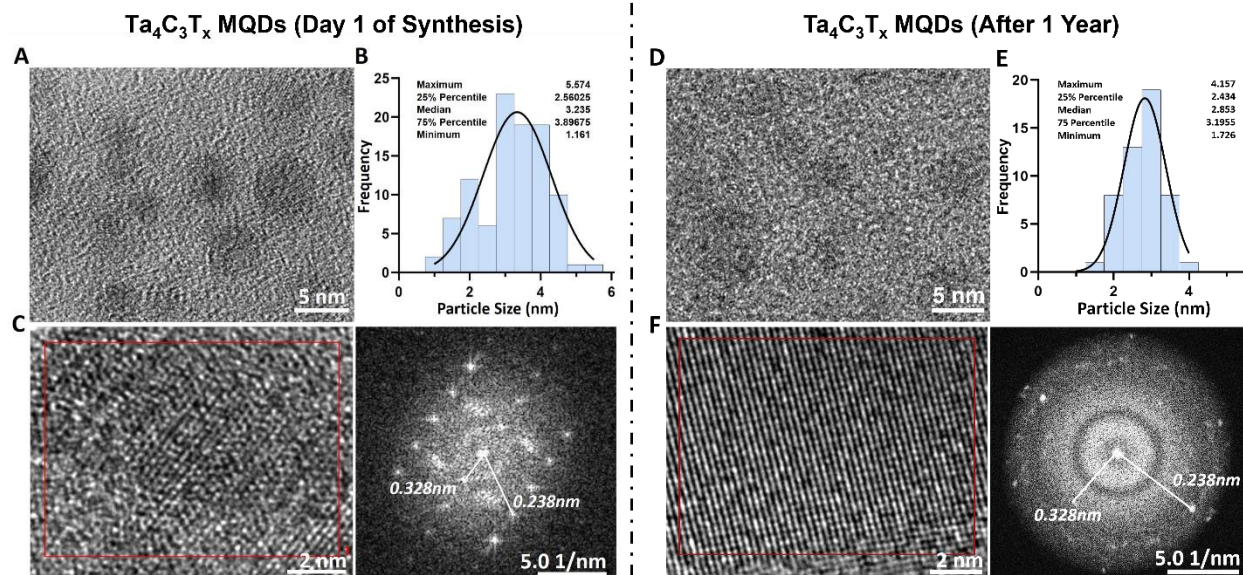 Ta₄C₃Tₓ MQDs (Day 1 of Synthesis)
A
5 nm
B
Maximum 5.574
25% Percentile 2.56025
Median 3.235
75% Percentile 3.89675
Minimum 1.161
Frequency
25
20
15
10
5
0
0 2 4 6
Particle Size (nm)
C
2 nm
0.328nm
0.238nm
5.0 1/nm
Ta₄C₃Tₓ MQDs (After 1 Year)
D
5 nm
E
Maximum 4.157
25% Percentile 2.434
Median 2.853
75 Percentile 3.1955
Minimum 1.726
Frequency
20
15
10
5
0
0 2 4
Particle Size (nm)
F
2 nm
0.328nm
0.238nm
5.0 1/nm